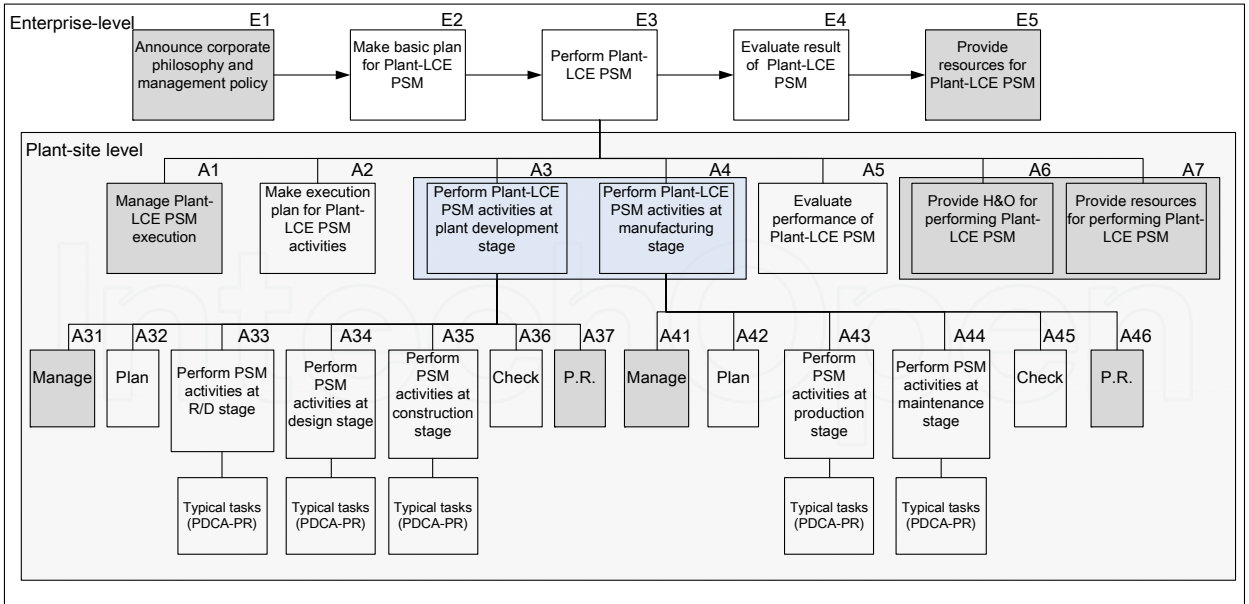 Enterprise-level
E1
Announce corporate
philosophy and
management policy
E2
Make basic plan
for Plant-LCE
PSM
E3
Perform Plant-
LCE PSM
E4
Evaluate result
of Plant-LCE
PSM
E5
Provide
resources for
Plant-LCE PSM
Plant-site level
A1
Manage Plant-
LCE PSM
execution
A2
Make execution
plan for Plant-
LCE PSM
activities
A3
Perform Plant-LCE
PSM activities at
plant development
stage
A4
Perform Plant-LCE
PSM activities at
manufacturing
stage
A5
Evaluate
performance of
Plant-LCE PSM
A6
Provide H&O for
performing Plant-
LCE PSM
A7
Provide resources
for performing Plant-
LCE PSM
A31
Manage
A32
Plan
A33
Perform PSM
activities at
R/D stage
A34
Perform
PSM
activities at
design stage
A35
Perform
PSM
activities at
construction
stage
A36
Check
A37
P.R.
A41
Manage
A42
Plan
A43
Perform
PSM
activities at
production
stage
A44
Perform PSM
activities at
maintenance
stage
A45
Check
A46
P.R.
Typical tasks
(PDCA-PR)
Typical tasks
(PDCA-PR)
Typical tasks
(PDCA-PR)
Typical tasks
(PDCA-PR)
Typical tasks
(PDCA-PR)
IntechOpen